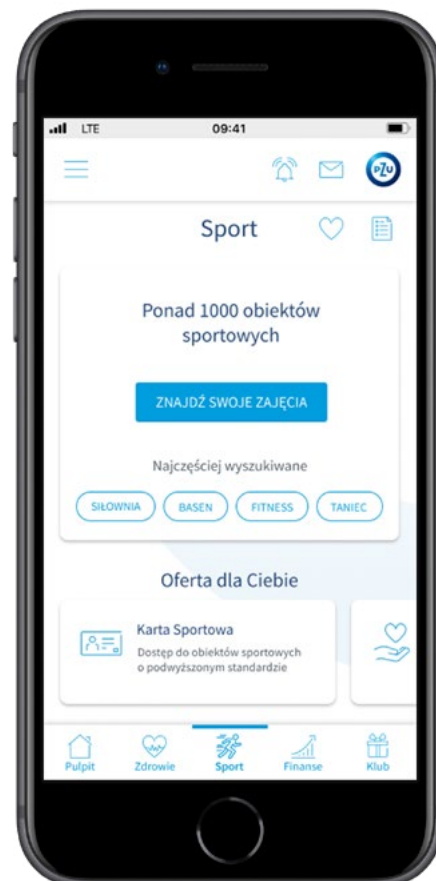 LTE 09:41
PZU
Sport
Ponad 1000 obiektów
sportowych
ZNAJDŹ SWOJE ZAJĘCIA
Najczęściej wyszukiwane
SIŁOWNIA BASEN FITNESS TANIEC
Oferta dla Ciebie
Karta Sportowa
Dostęp do obiektów sportowych
o podwyższonym standardzie
Pulpit Zdrowie Sport Finanse Klub